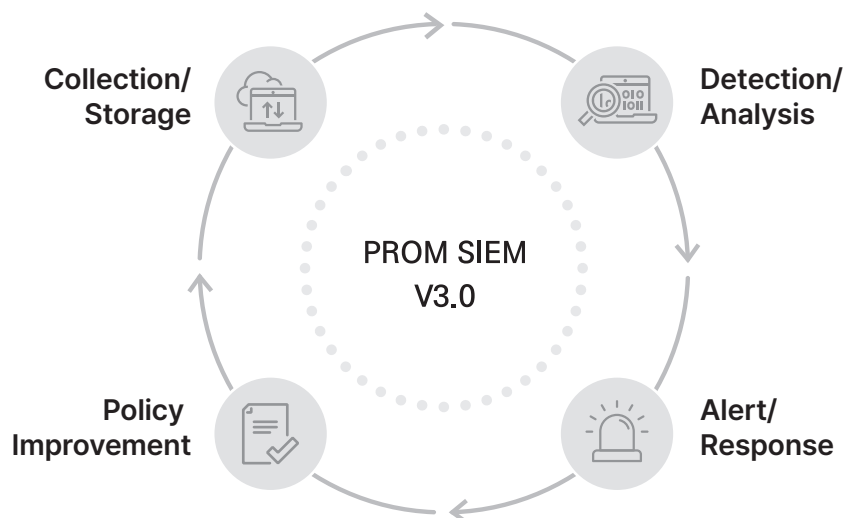 Collection/
Storage
Detection/
Analysis
PROM SIEM
V3.0
Policy
Improvement
Alert/
Response